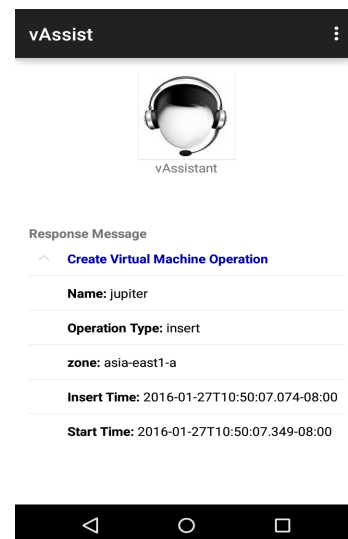 vAssist
vAssistant
Response Message
Create Virtual Machine Operation
Name: jupiter
Operation Type: insert
zone: asia-east1-a
Insert Time: 2016-01-27T10:50:07.074-08:00
Start Time: 2016-01-27T10:50:07.349-08:00